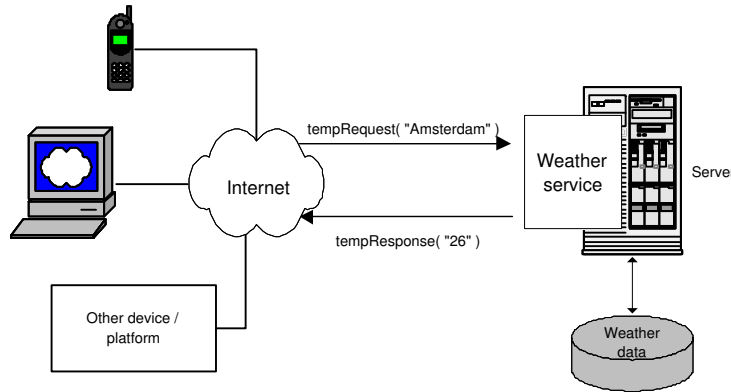 tempRequest( "Amsterdam" )
Weather
service
Internet
Server
tempResponse( "26" )
Other device /
platform
Weather
data